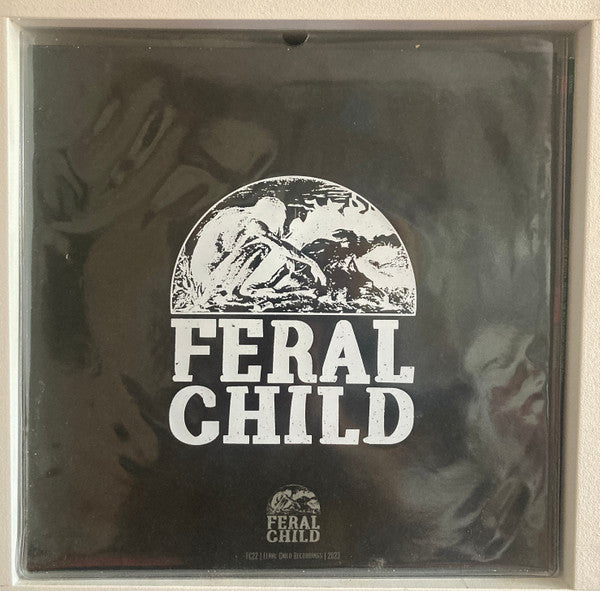 FERAL
CHILD
FERAL
CHILD
FC22 | Feral Child Recordings | 2023